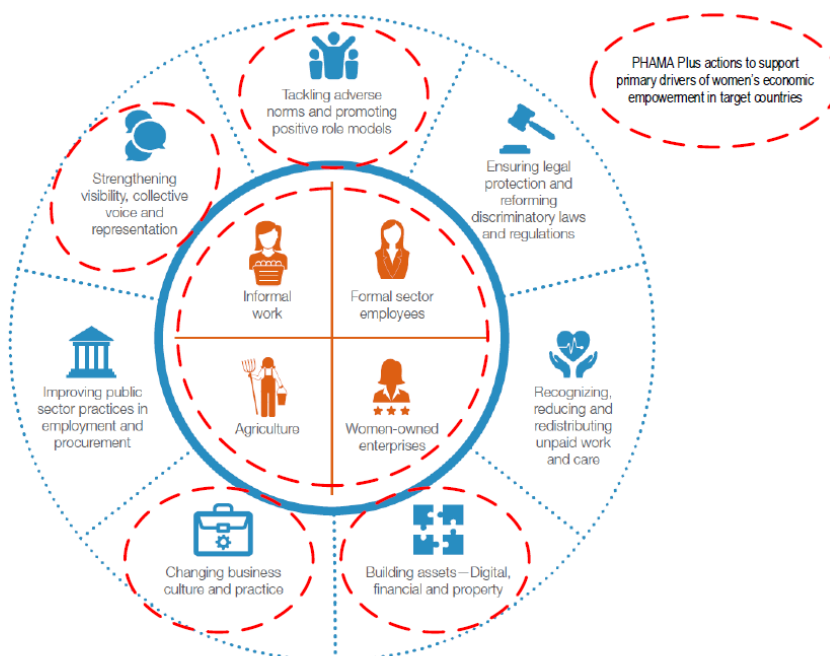 PHAMA Plus actions to support
primary drivers of women's economic
empowerment in target countries
Tackling adverse
norms and promoting
positive role models
Strengthening
visibility, collective
voice and
representation
Ensuring legal
protection and
reforming
discriminatory laws
and regulations
Informal
work
Formal sector
employees
Improving public
sector practices in
employment and
procurement
Agriculture
Women-owned
enterprises
Recognizing,
reducing and
redistributing
unpaid work
and care
Changing business
culture and practice
Building assets—Digital,
financial and property